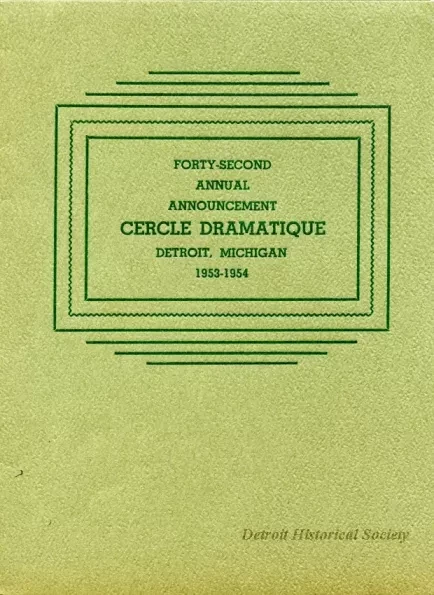 FORTY-SECOND
ANNUAL
ANNOUNCEMENT
CERCLE DRAMATIQUE
DETROIT, MICHIGAN
1953-1954
Detroit Historical Society